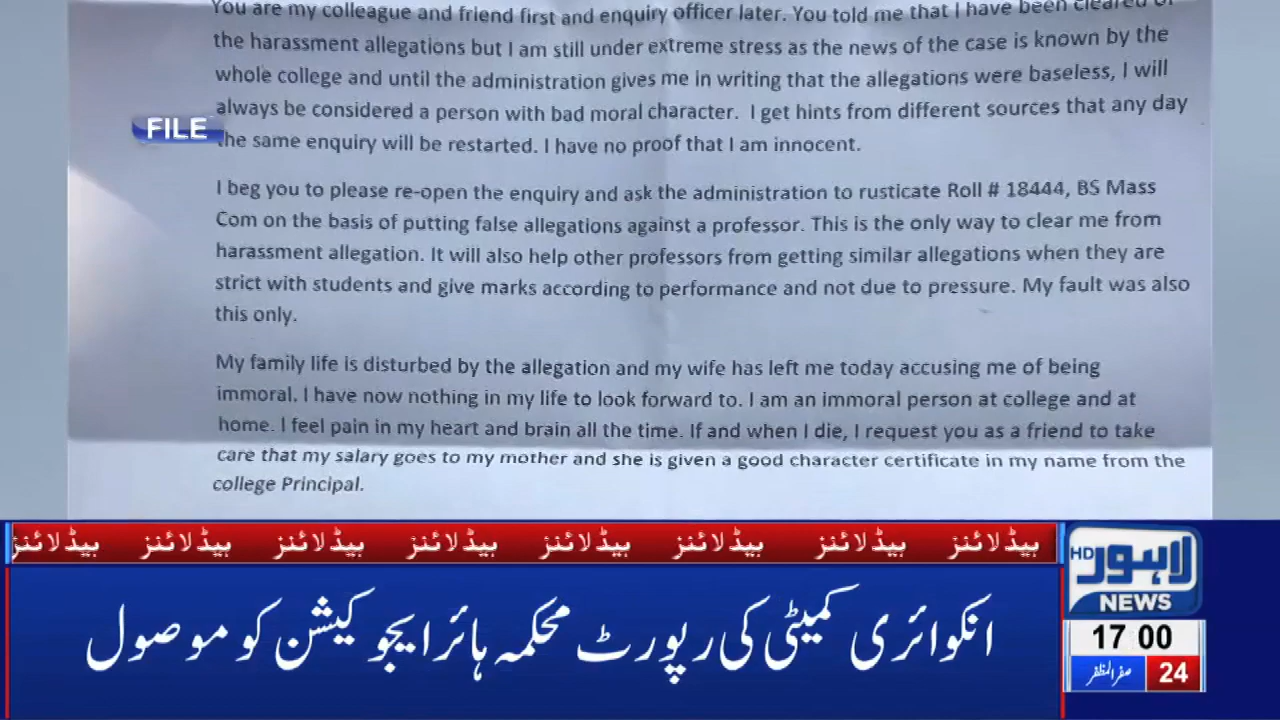 You are my colleague and friend first and enquiry officer later. You told me that I have been cleared of
the harassment allegations but I am still under extreme stress as the news of the case is known by the
whole college and until the administration gives me in writing that the allegations were baseless, I will
always be considered a person with bad moral character. I get hints from different sources that any day
FILE
the same enquiry will be restarted. I have no proof that I am innocent.
I beg you to please re-open the enquiry and ask the administration to rusticate Roll # 18444, BS Mass
Com on the basis of putting false allegations against a professor. This is the only way to clear me from
harassment allegation. It will also help other professors from getting similar allegations when they are
strict with students and give marks according to performance and not due to pressure. My fault was also
this only.
My family life is disturbed by the allegation and my wife has left me today accusing me of being
immoral. I have now nothing in my life to look forward to. I am an immoral person at college and at
home. I feel pain in my heart and brain all the time. If and when I die, I request you as a friend to take
care that my salary goes to my mother and she is given a good character certificate in my name from the
college Principal.
ہیڈلائنز ہیڈلائنز ہیڈلائنز ہیڈلائنز ہیڈلائنز ہیڈلائنز ہیڈلائنز ہیڈلائنز
انکوائری کمیٹی کی رپورٹ محکمہ ہائر ایجوکیشن کو موصول
لاہور HD
NEWS
17 00
صفر المظفر 24